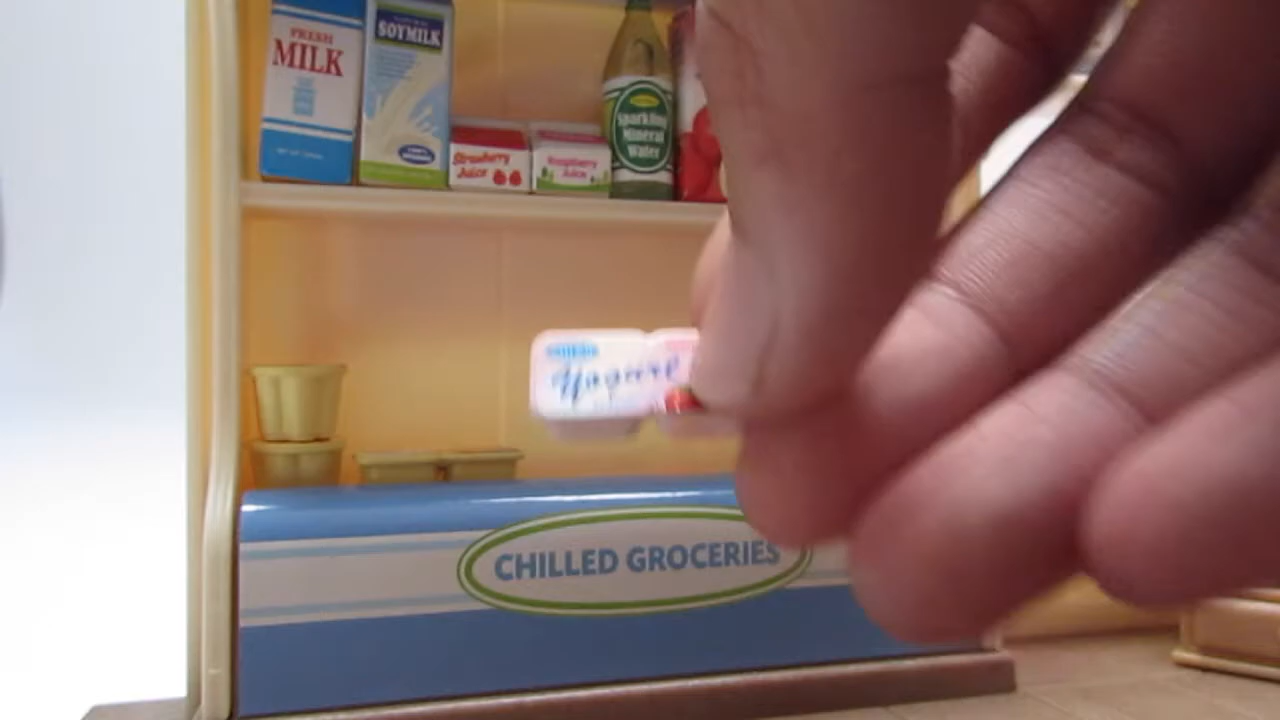 FRESH
MILK
SOYMILK
Strawberry
Juice
Raspberry
Juice
Sparkling
Mineral
Water
Yogurt
CHILLED GROCERIES